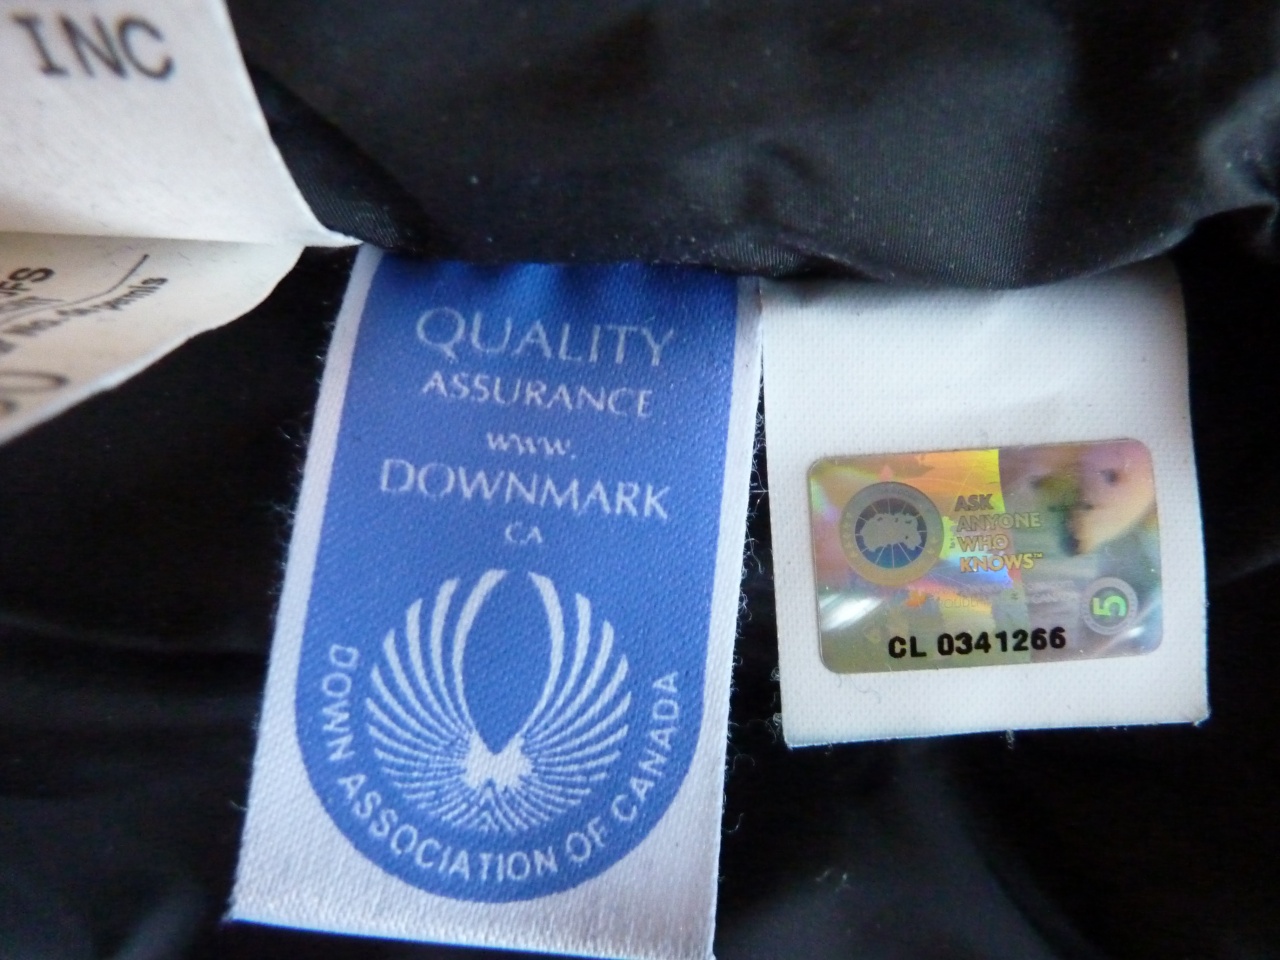 INC
QUALITY
ASSURANCE
www.
DOWNMARK
CA
DOWN ASSOCIATION OF CANADA
ASK
ANYONE
WHO
KNOWS™
5
CL 0341266